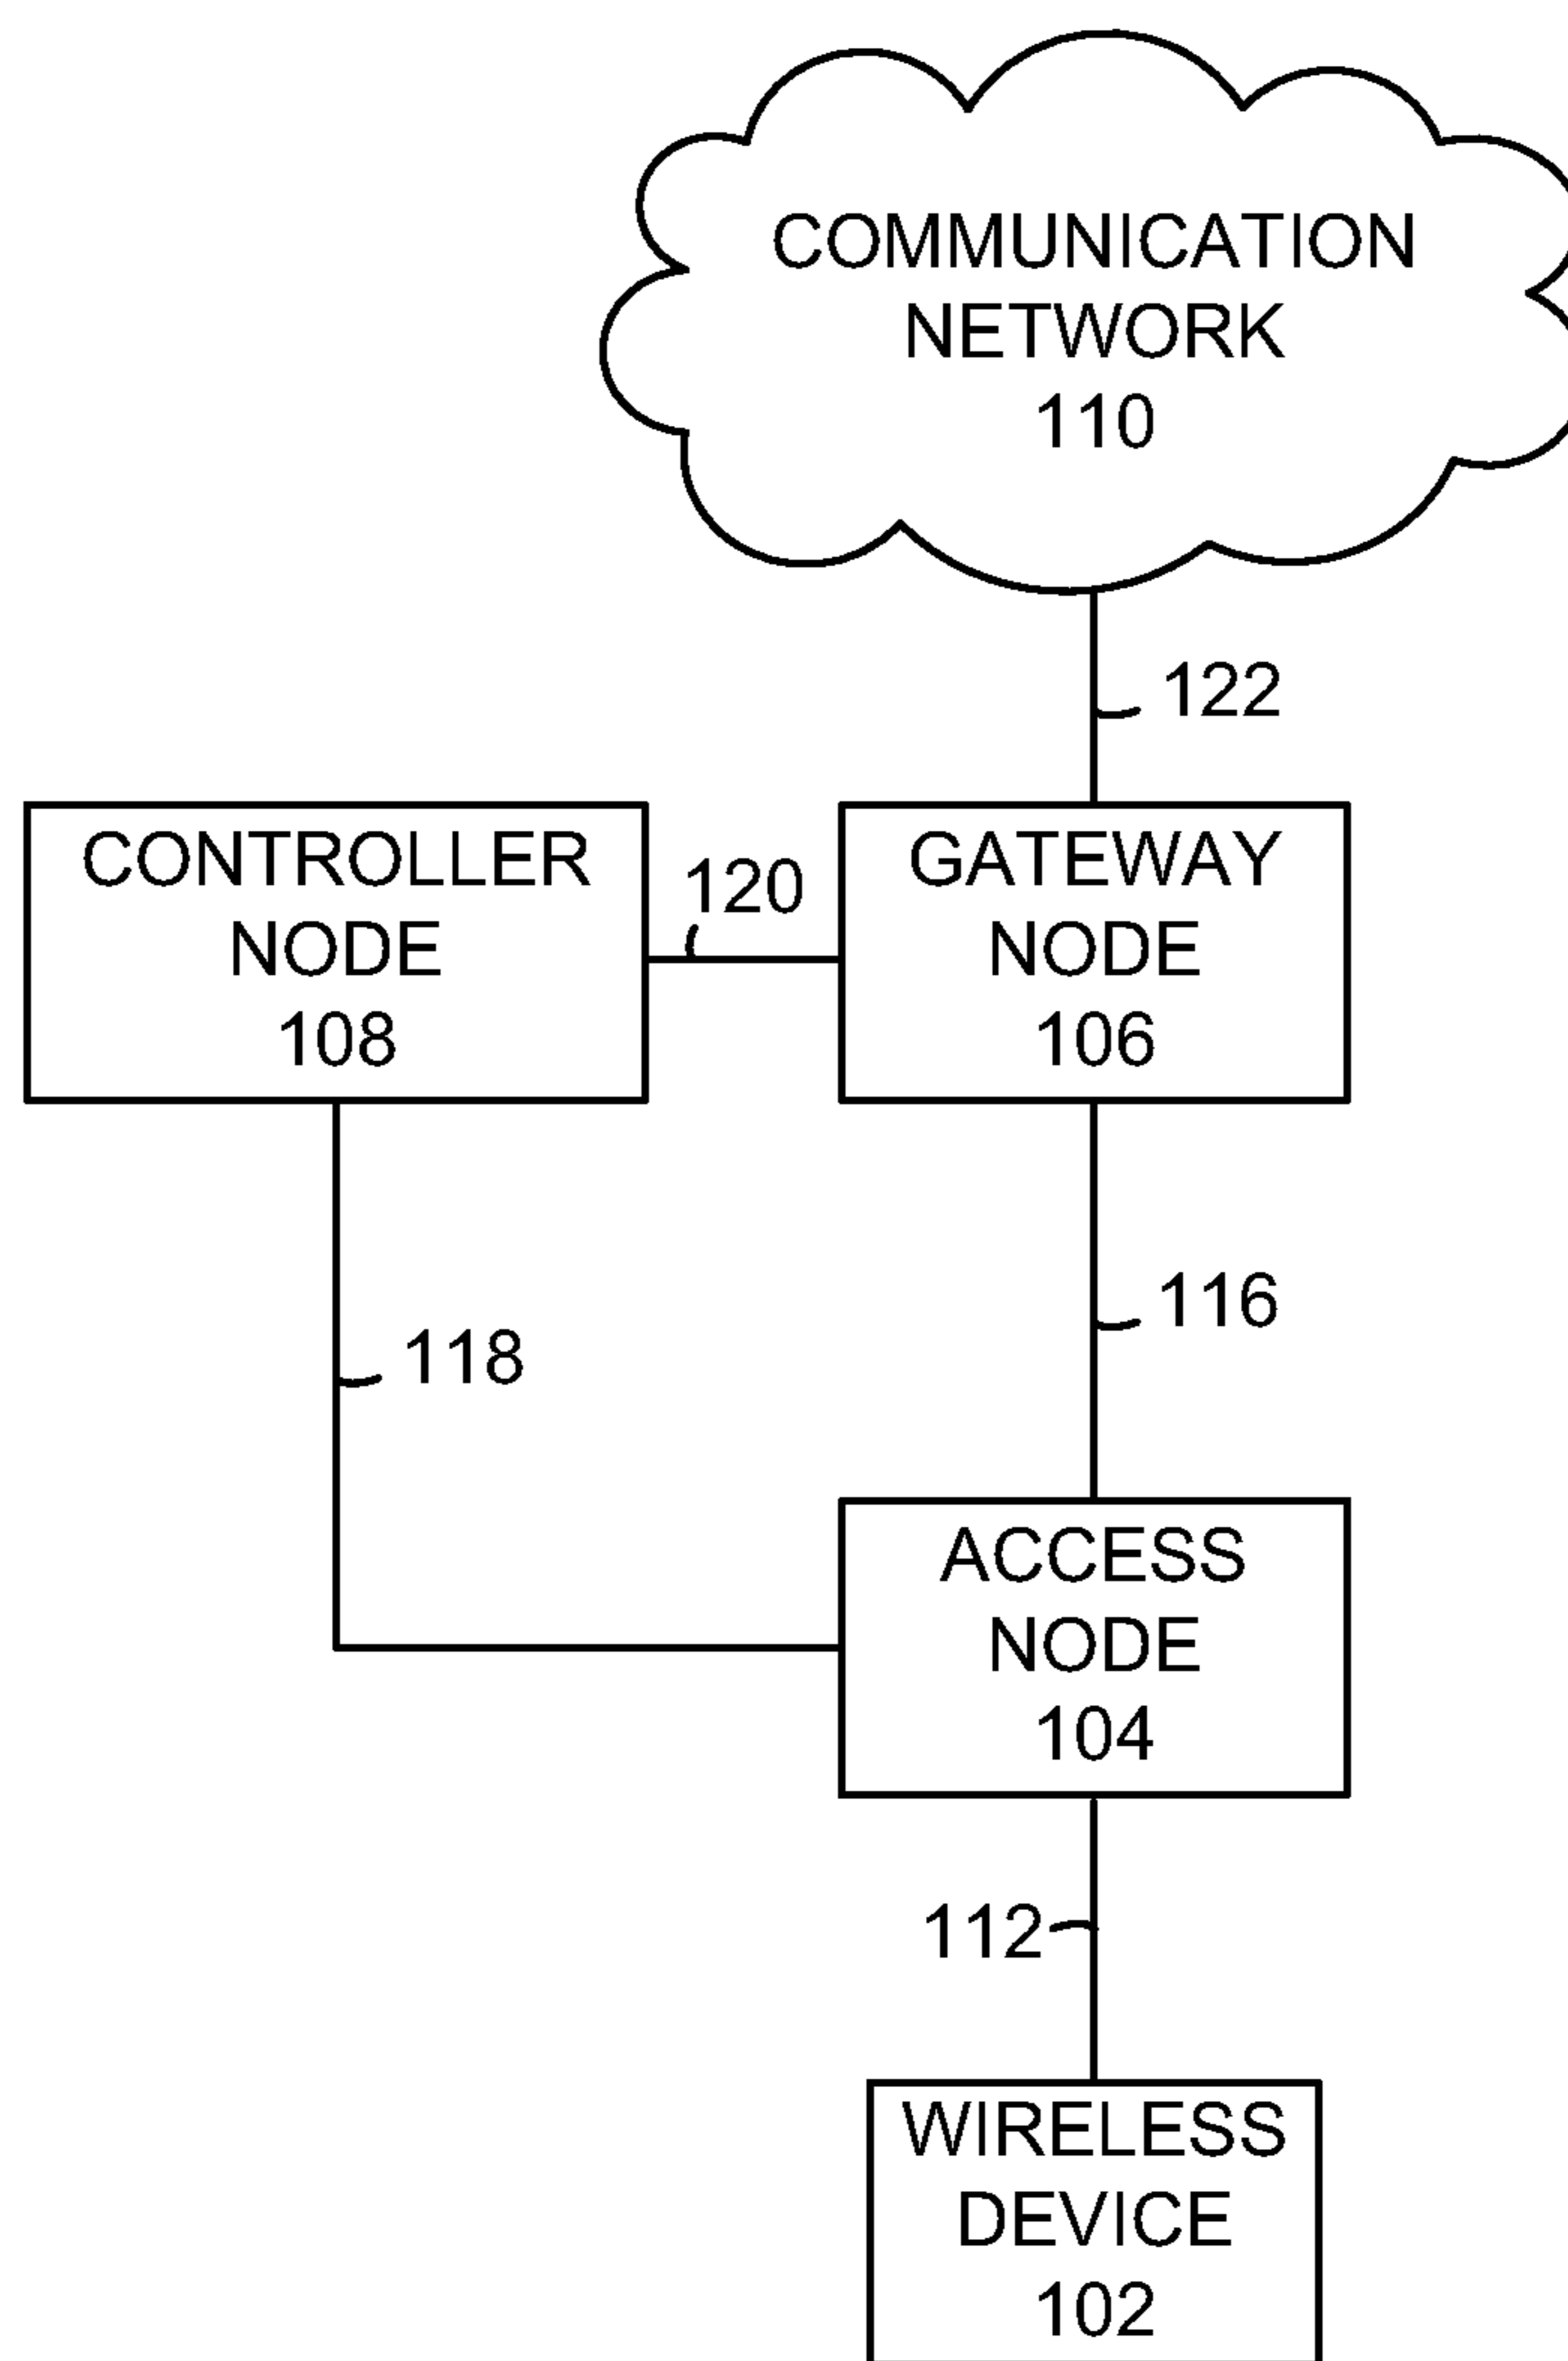 COMMUNICATION
NETWORK
110
122
CONTROLLER
NODE
108
120
GATEWAY
NODE
106
118
116
ACCESS
NODE
104
112
WIRELESS
DEVICE
102